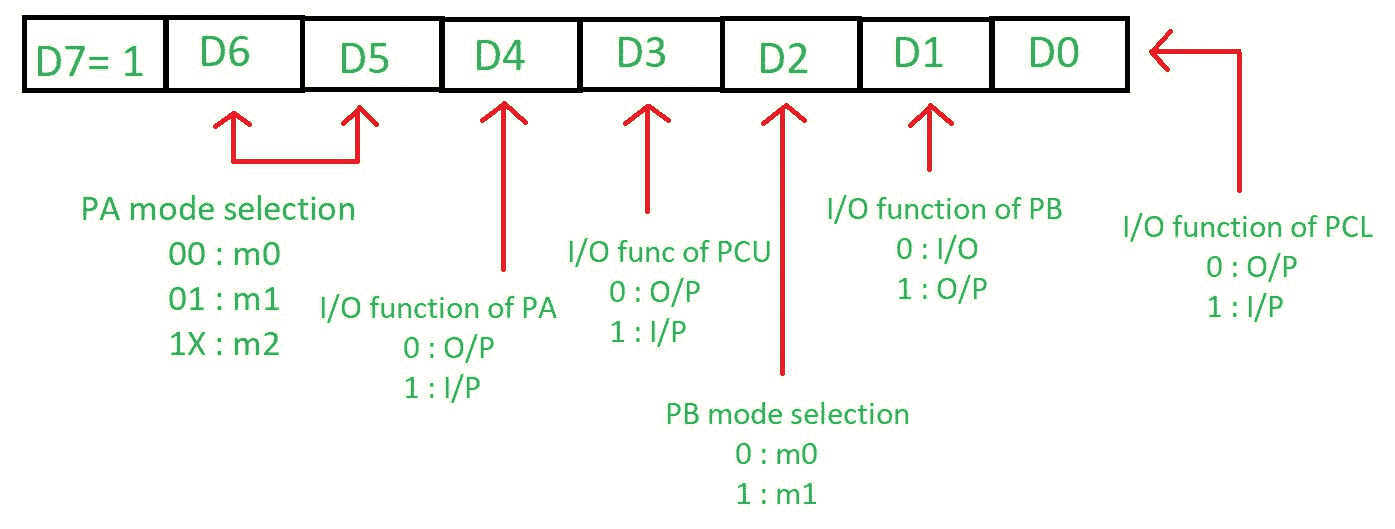 D7= 1 D6 D5 D4 D3 D2 D1 D0
PA mode selection
00 : m0
01 : m1
1X : m2
I/O function of PA
0 : O/P
1 : I/P
I/O func of PCU
0 : O/P
1 : I/P
PB mode selection
0 : m0
1 : m1
I/O function of PB
0 : I/O
1 : O/P
I/O function of PCL
0 : O/P
1 : I/P